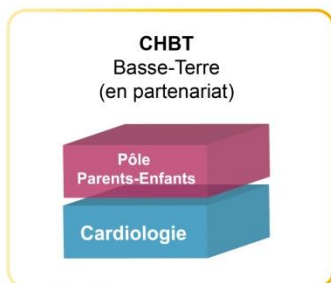 CHBT
Basse-Terre
(en partenariat)
Pôle
Parents-Enfants
Cardiologie